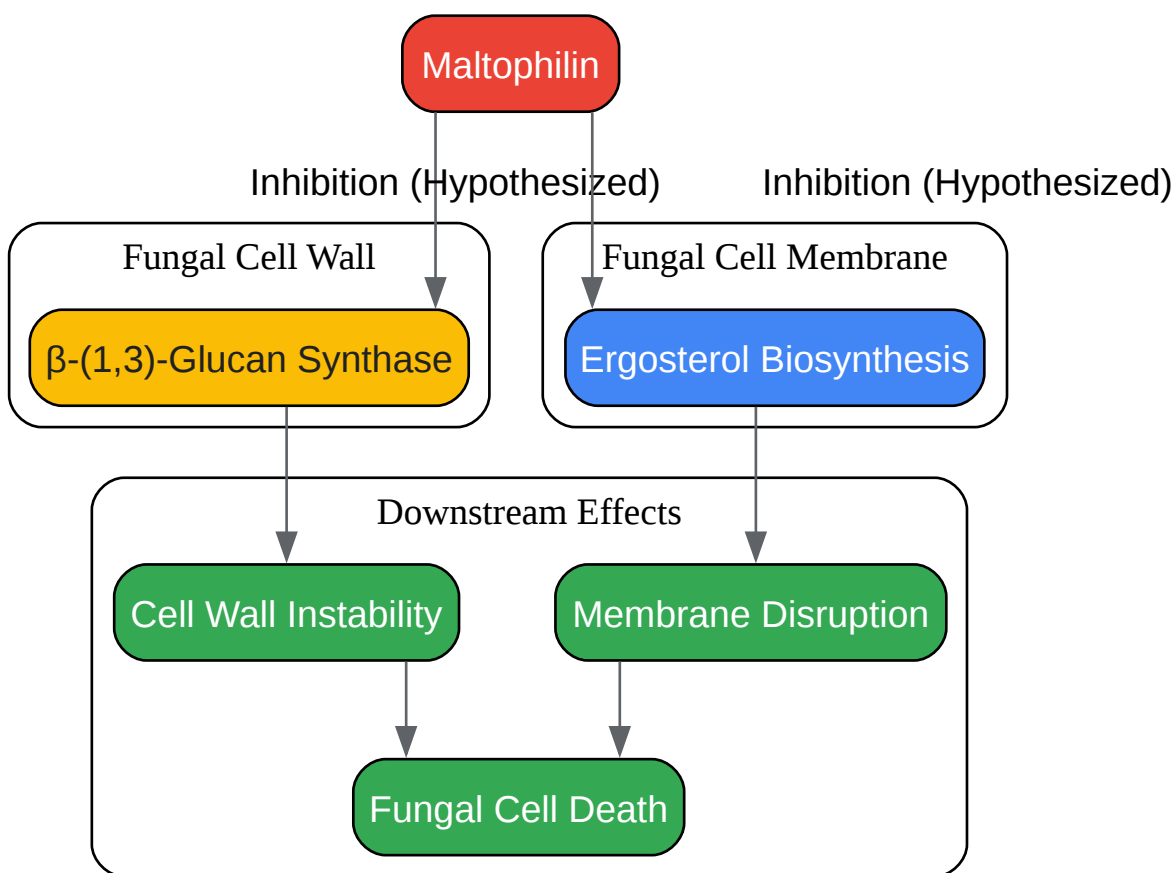 Maltophilin
Inhibition (Hypothesized)
Inhibition (Hypothesized)
Fungal Cell Wall
Fungal Cell Membrane
β-(1,3)-Glucan Synthase
Ergosterol Biosynthesis
Downstream Effects
Cell Wall Instability
Membrane Disruption
Fungal Cell Death